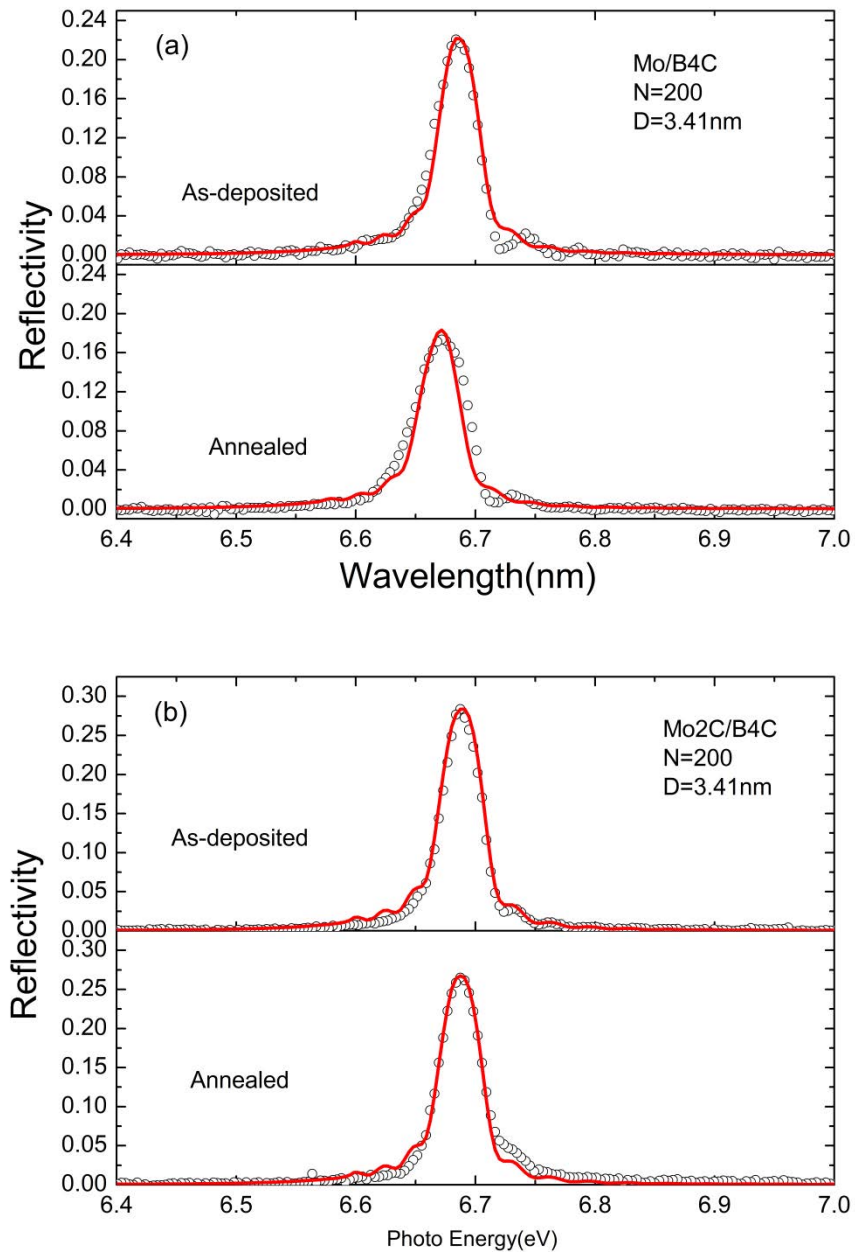 (a)
Mo/B4C
N=200
D=3.41nm
As-deposited
0.24
0.20
0.16
0.12
0.08
0.04
0.00
Reflectivity
Annealed
0.24
0.20
0.16
0.12
0.08
0.04
0.00
6.4 6.5 6.6 6.7 6.8 6.9 7.0
Wavelength(nm)
(b)
Mo2C/B4C
N=200
D=3.41nm
As-deposited
0.30
0.25
0.20
0.15
0.10
0.05
0.00
Reflectivity
Annealed
0.30
0.25
0.20
0.15
0.10
0.05
0.00
6.4 6.5 6.6 6.7 6.8 6.9 7.0
Photo Energy(eV)